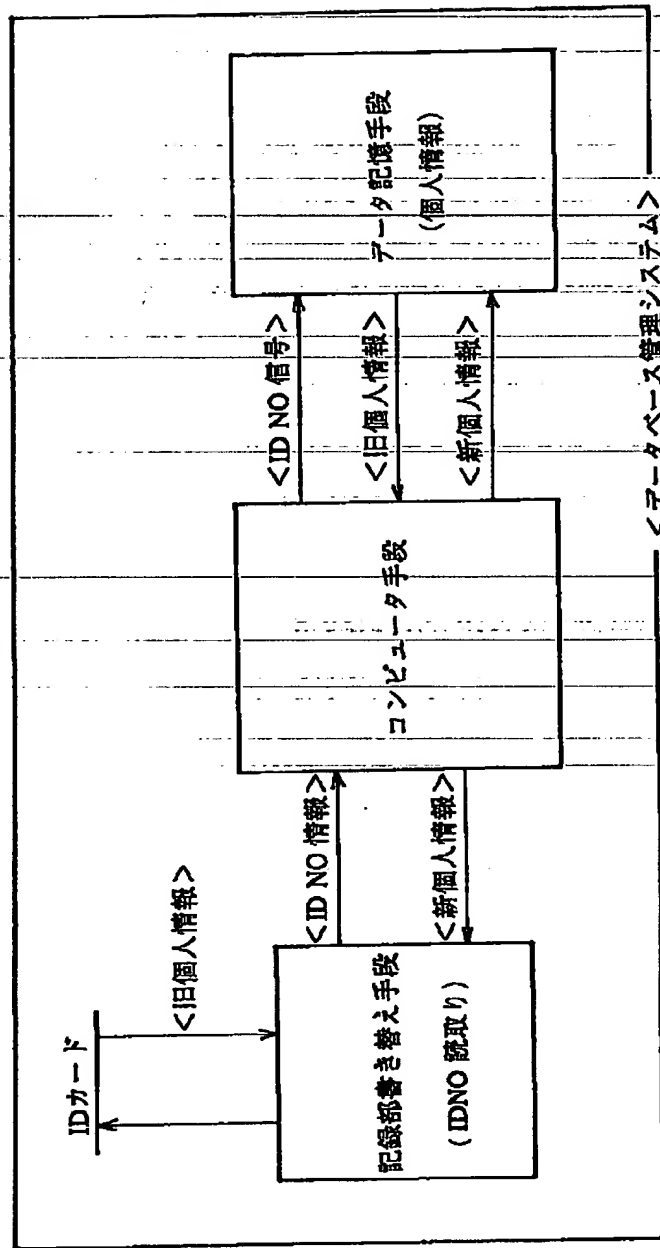 IDカード
<旧個人情報>
記録部書き替え手段
(IDNO 読取り)
<ID NO 情報>
<新個人情報>
コンピュータ手段
<ID NO 信号>
<旧個人情報>
<新個人情報>
データ記憶手段
(個人情報)
<データベース管理システム>